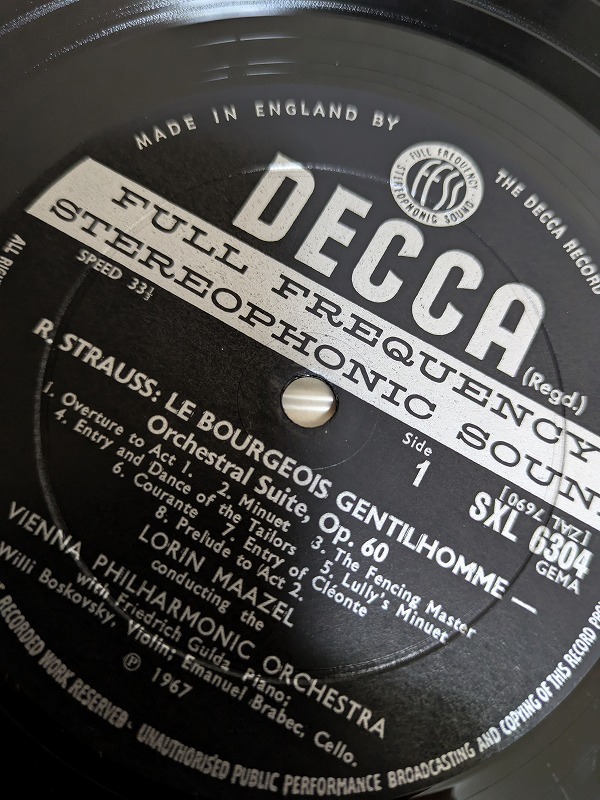 MADE IN ENGLAND BY
THE DECCA RECORD
DECCA
(Regd.)
FULL FREQUENCY
STEREOPHONIC SOUND
FFSS
FULL FREQUENCY
STEREOPHONIC SOUND
ALL
SPEED 33⅓
Side
1
[ZAL 7690]
SXL 6304
GEMA
R. STRAUSS: LE BOURGEOIS GENTILHOMME —
Orchestral Suite, Op. 60
1. Overture to Act 1. 2. Minuet 3. The Fencing Master
4. Entry and Dance of the Tailors 5. Lully's Minuet
6. Courante 7. Entry of Cléonte
8. Prelude to Act 2.
LORIN MAAZEL
conducting the
VIENNA PHILHARMONIC ORCHESTRA
with Friedrich Gulda, Piano;
Willi Boskovsky, Violin; Emanuel Brabec, Cello.
℗ 1967
RECORDED WORK RESERVED · UNAUTHORISED PUBLIC PERFORMANCE BROADCASTING AND COPYING OF THIS RECORD